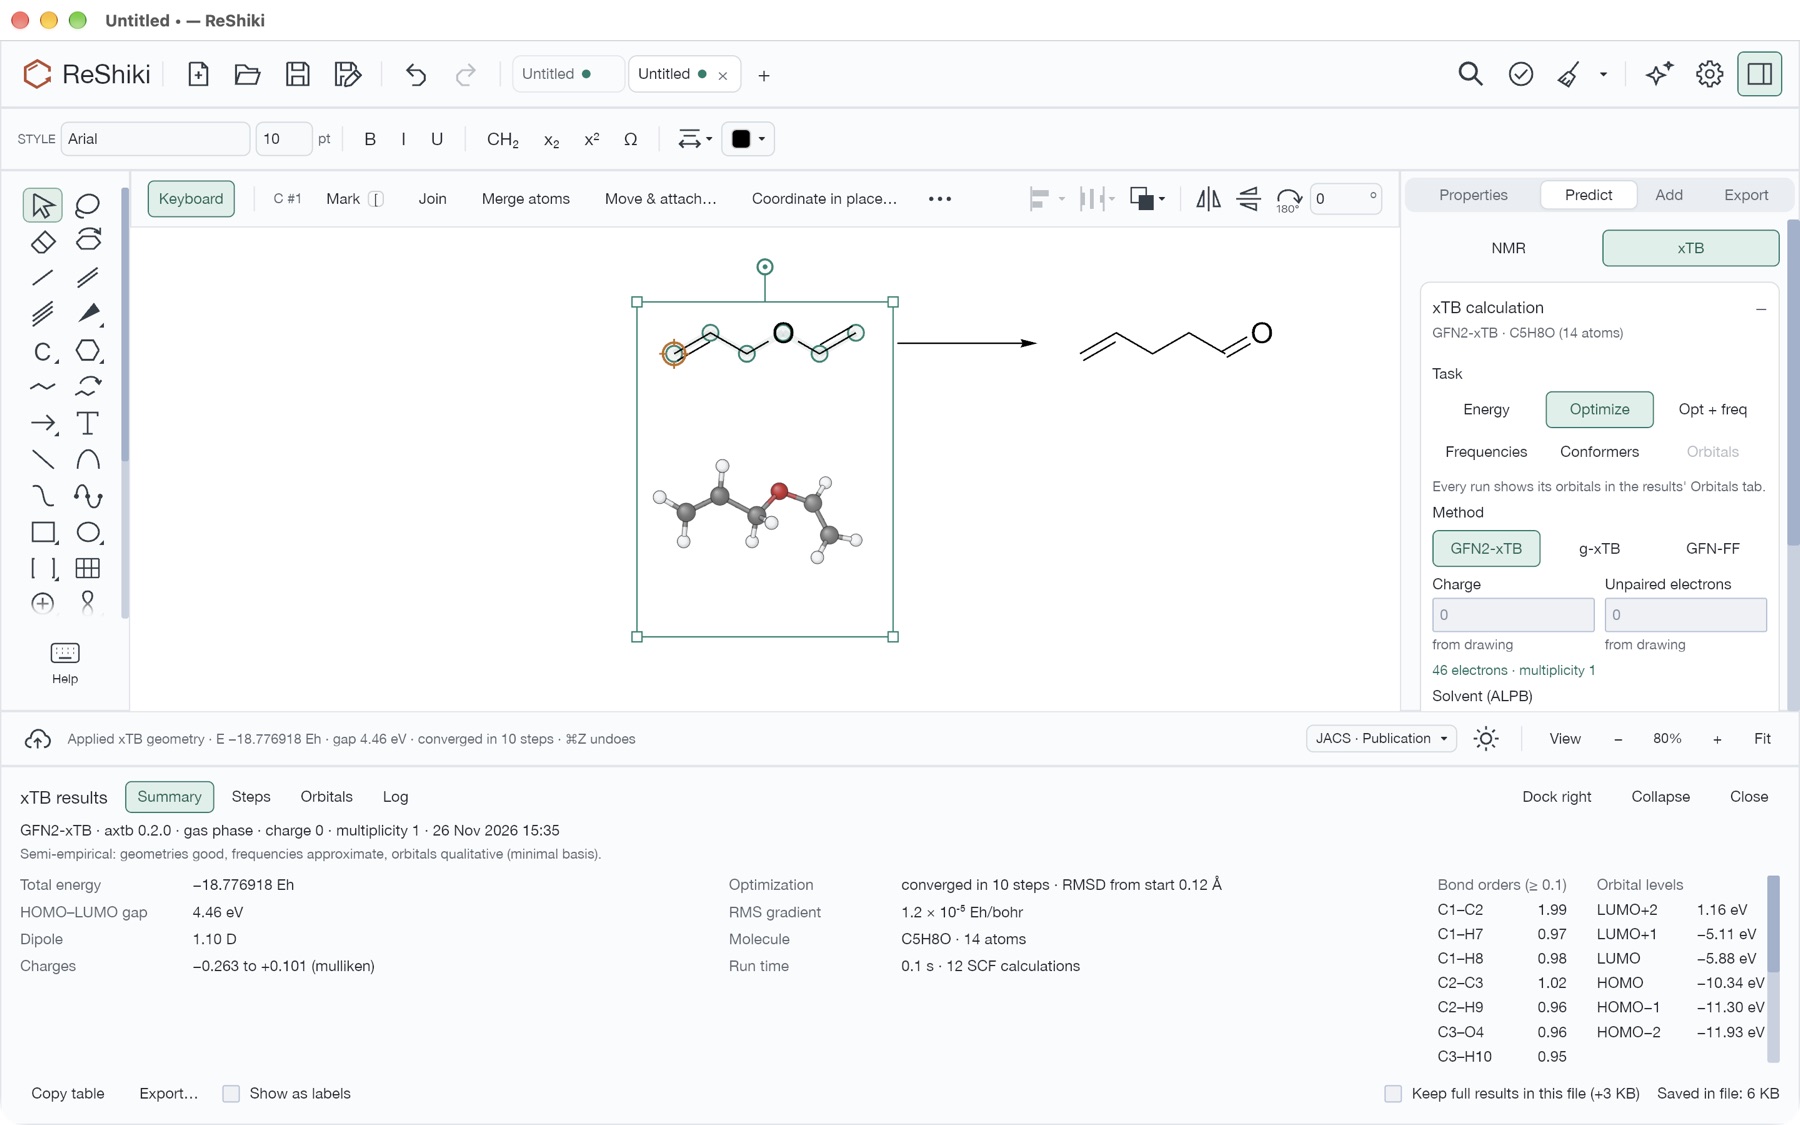 Untitled • — ReShiki
ReShiki
Untitled
Untitled
STYLE Arial 10 pt B I U CH₂ x₂ x² Ω
Keyboard C #1 Mark [ Join Merge atoms Move & attach... Coordinate in place... ••• 180° 0 °
Properties Predict Add Export
NMR xTB
xTB calculation
GFN2-xTB · C5H8O (14 atoms)
Task
Energy Optimize Opt + freq
Frequencies Conformers Orbitals
Every run shows its orbitals in the results' Orbitals tab.
Method
GFN2-xTB g-xTB GFN-FF
Charge Unpaired electrons
0 0
from drawing from drawing
46 electrons · multiplicity 1
Solvent (ALPB)
C
T
Help
O
O
Applied xTB geometry · E −18.776918 Eh · gap 4.46 eV · converged in 10 steps · ⌘Z undoes
JACS · Publication View − 80% + Fit
xTB results Summary Steps Orbitals Log Dock right Collapse Close
GFN2-xTB · axtb 0.2.0 · gas phase · charge 0 · multiplicity 1 · 26 Nov 2026 15:35
Semi-empirical: geometries good, frequencies approximate, orbitals qualitative (minimal basis).
Total energy −18.776918 Eh
HOMO–LUMO gap 4.46 eV
Dipole 1.10 D
Charges −0.263 to +0.101 (mulliken)
Optimization converged in 10 steps · RMSD from start 0.12 Å
RMS gradient 1.2 × 10⁻⁵ Eh/bohr
Molecule C5H8O · 14 atoms
Run time 0.1 s · 12 SCF calculations
Bond orders (≥ 0.1)
C1–C2 1.99
C1–H7 0.97
C1–H8 0.98
C2–C3 1.02
C2–H9 0.96
C3–O4 0.96
C3–H10 0.95
Orbital levels
LUMO+2 1.16 eV
LUMO+1 −5.11 eV
LUMO −5.88 eV
HOMO −10.34 eV
HOMO−1 −11.30 eV
HOMO−2 −11.93 eV
Copy table Export... Show as labels Keep full results in this file (+3 KB) Saved in file: 6 KB